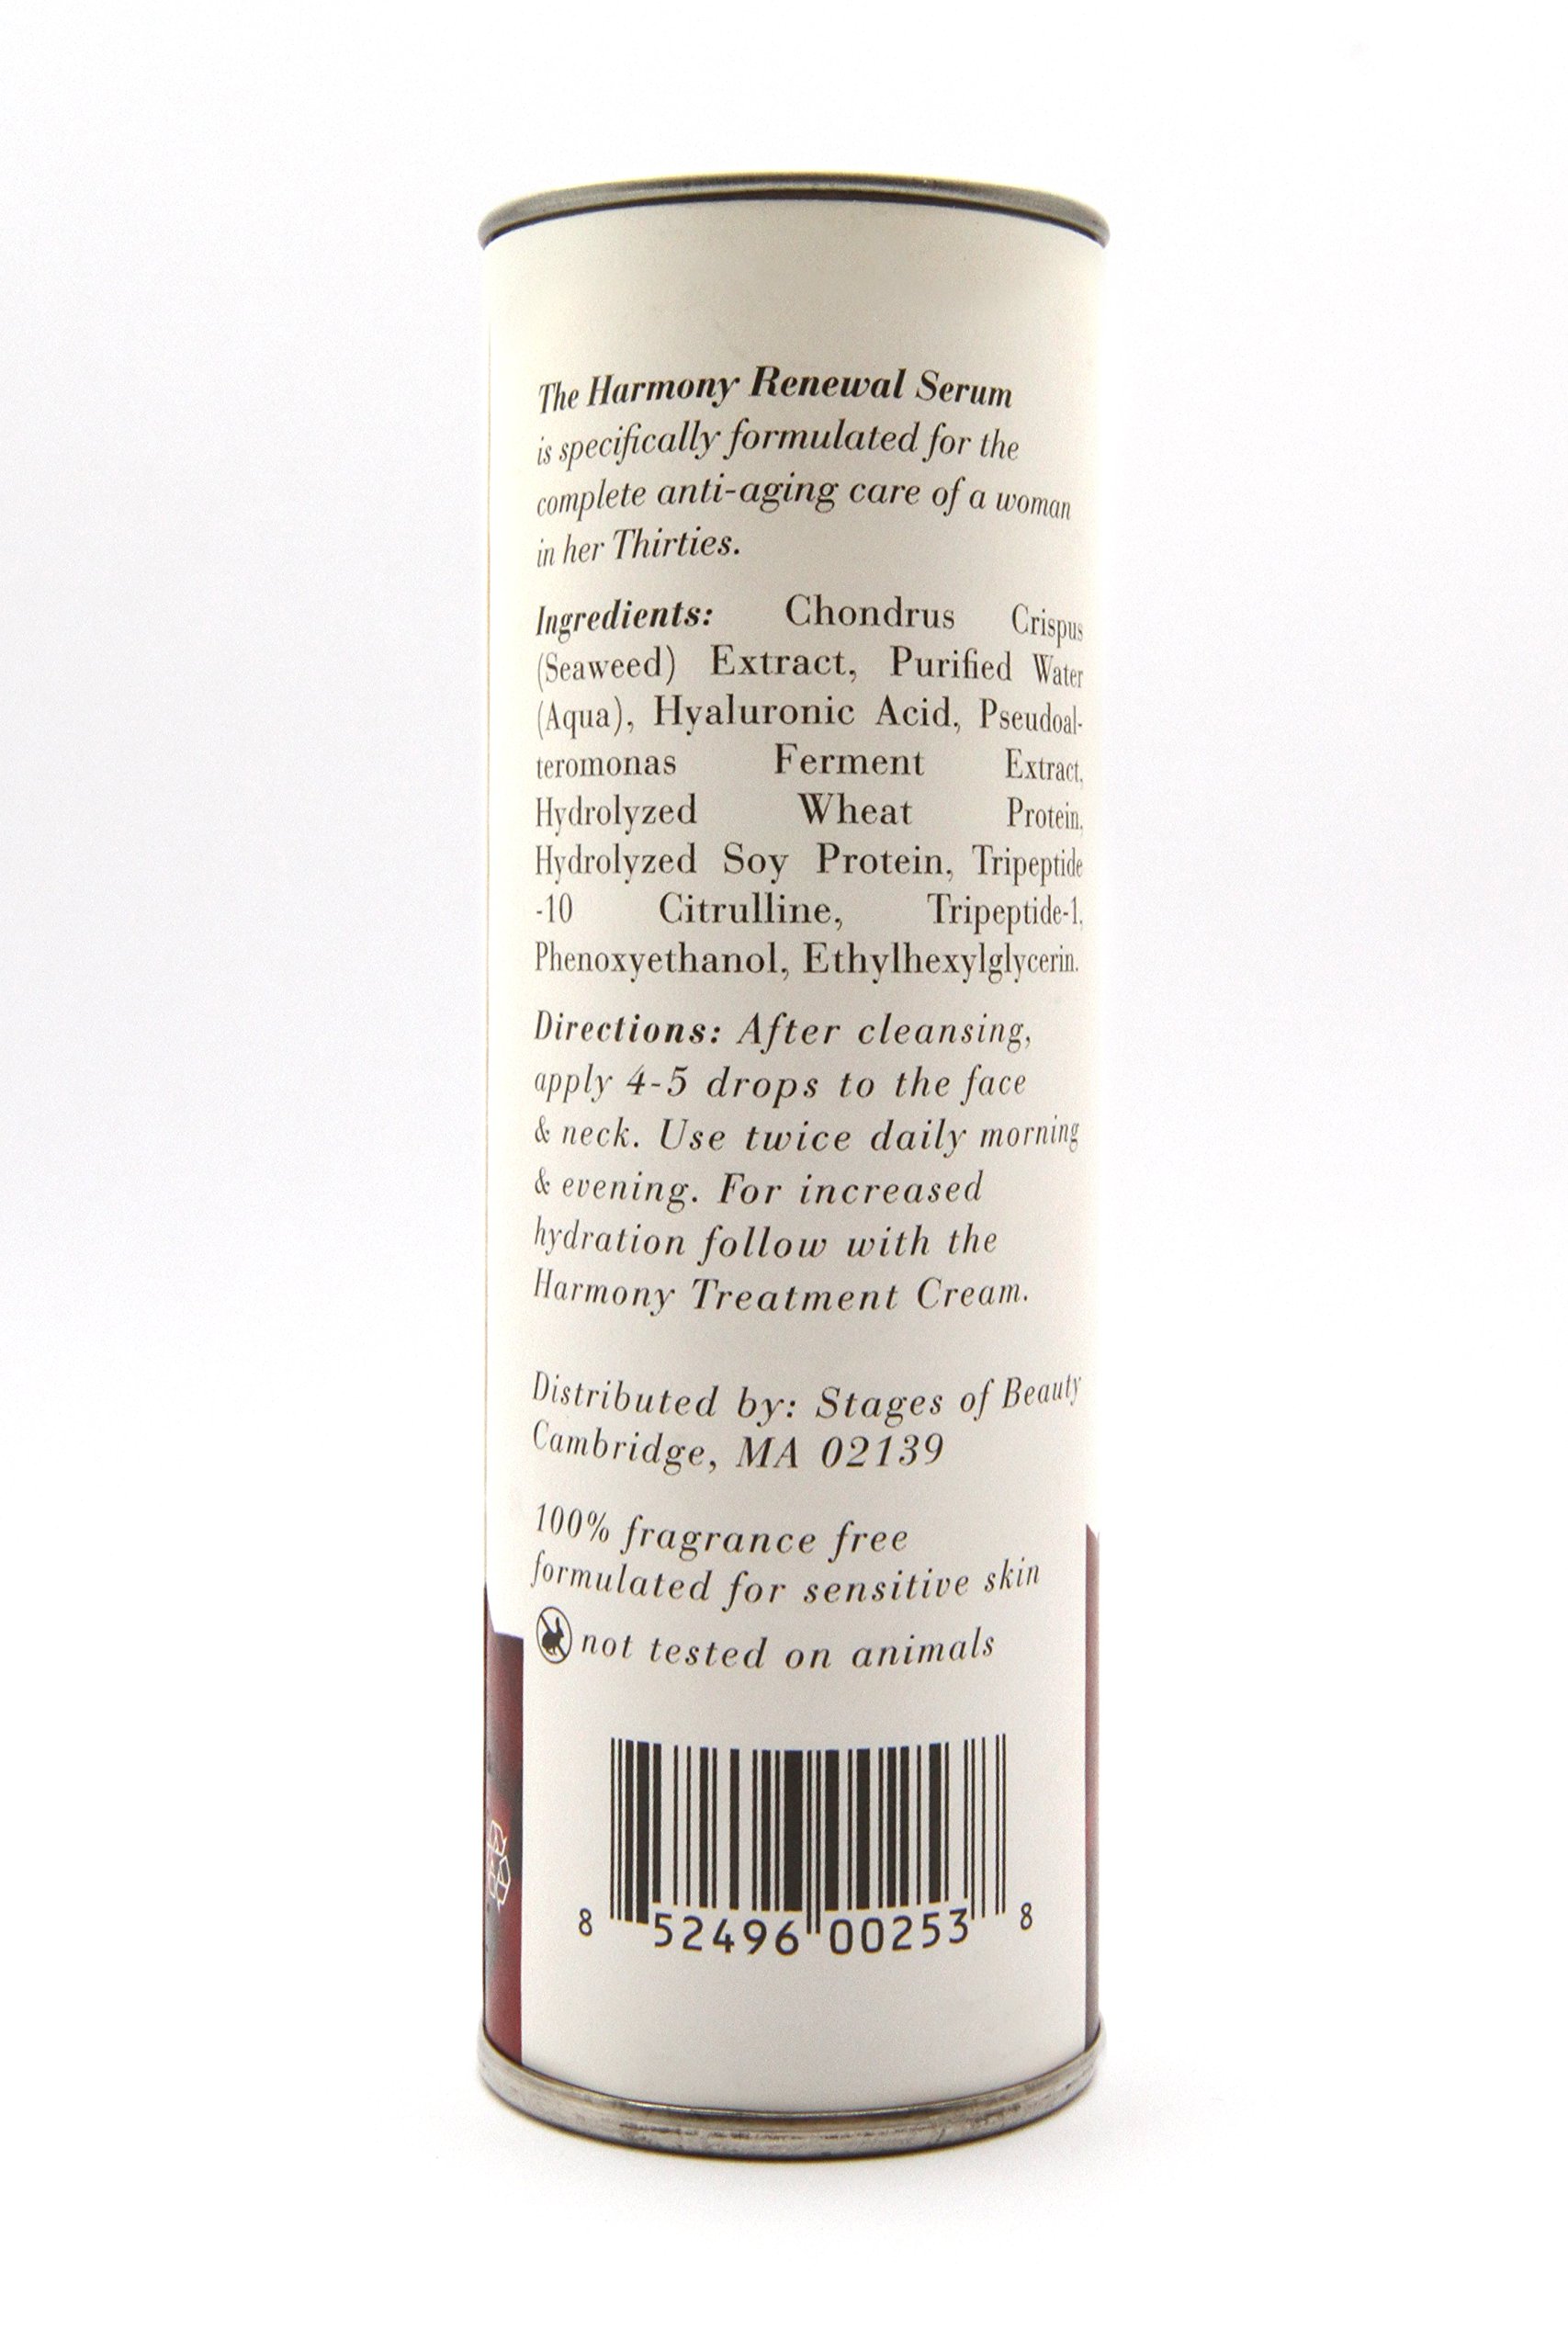 The Harmony Renewal Serum
is specifically formulated for the
complete anti-aging care of a woman
in her Thirties.
Ingredients: Chondrus Crispus
(Seaweed) Extract, Purified Water
(Aqua), Hyaluronic Acid, Pseudoal-
teromonas Ferment Extract,
Hydrolyzed Wheat Protein,
Hydrolyzed Soy Protein, Tripeptide
-10 Citrulline, Tripeptide-1,
Phenoxyethanol, Ethylhexylglycerin.
Directions: After cleansing,
apply 4-5 drops to the face
& neck. Use twice daily morning
& evening. For increased
hydration follow with the
Harmony Treatment Cream.
Distributed by: Stages of Beauty
Cambridge, MA 02139
100% fragrance free
formulated for sensitive skin
not tested on animals
8 52496 00253 8